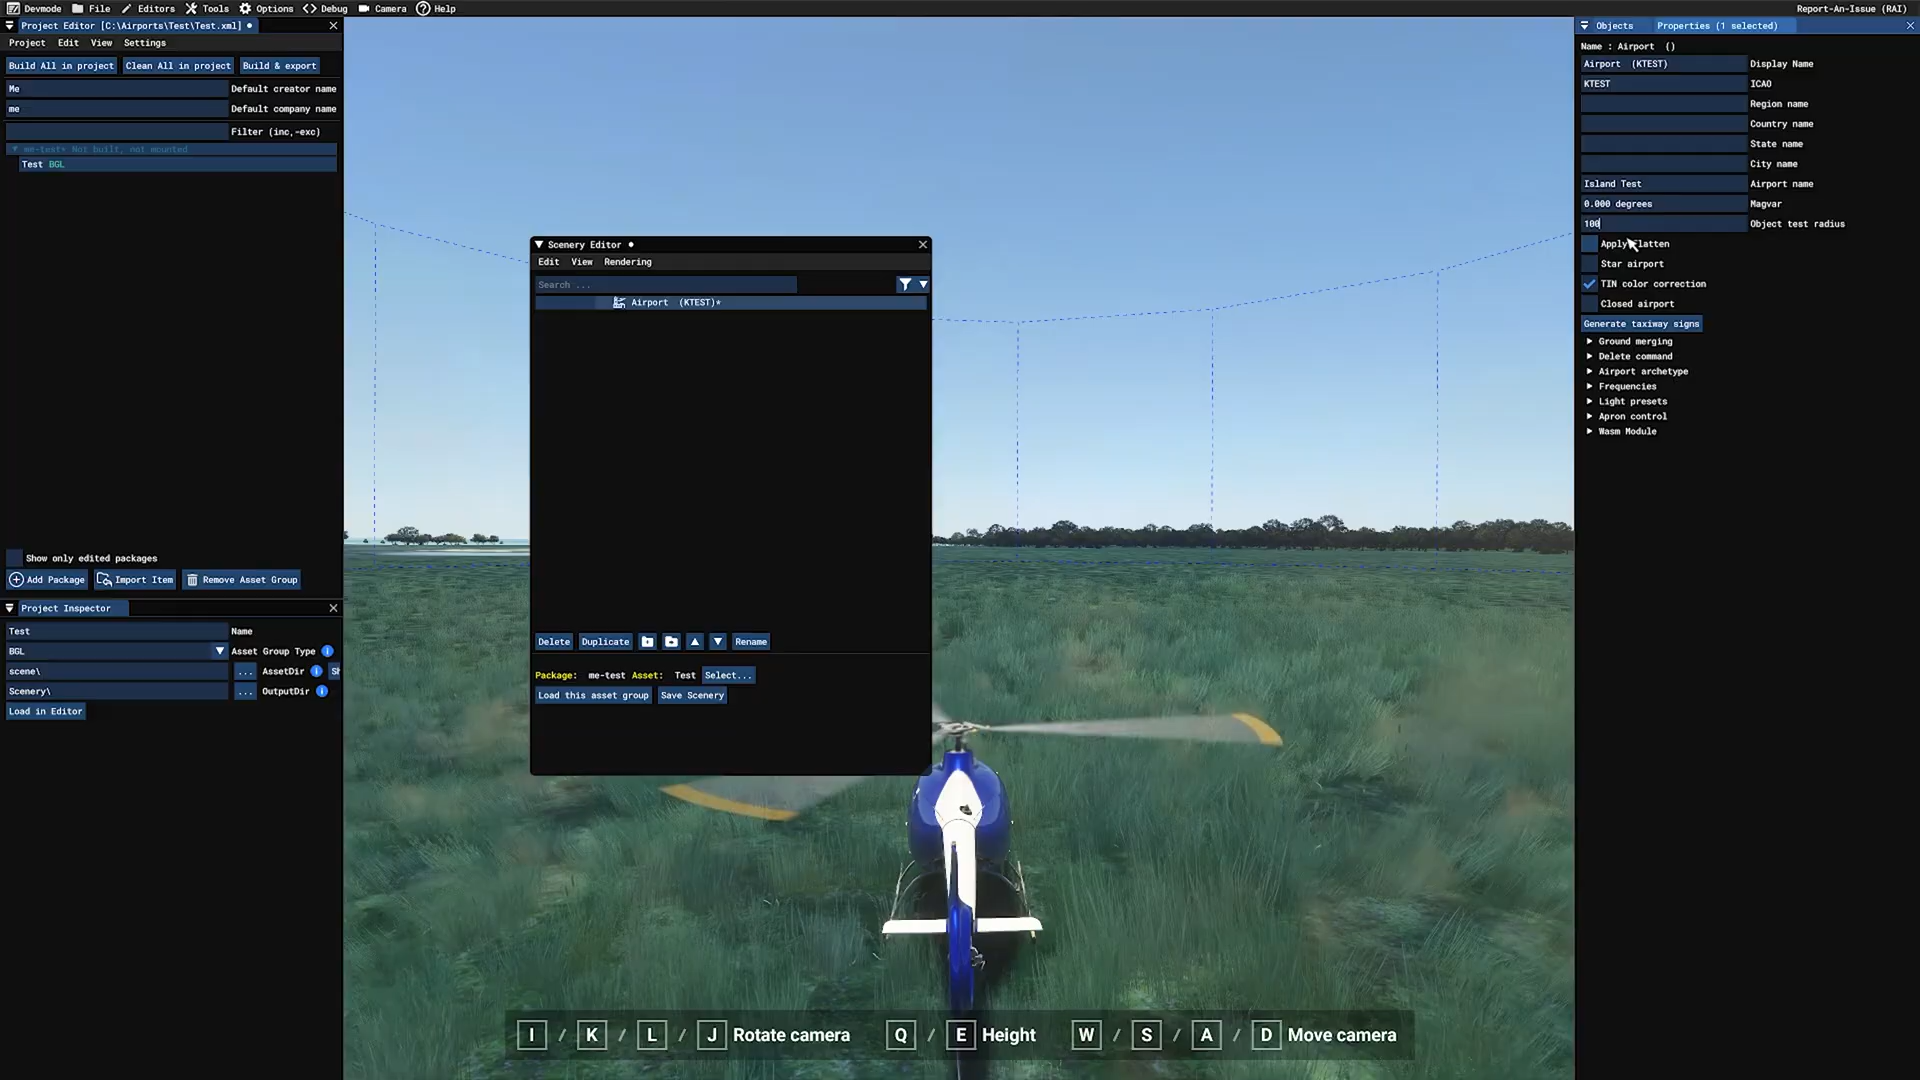 Devmode File Editors Tools Options Debug Camera Help Report-An-Issue (RAI)
Project Editor [C:\Airports\Test\Test.xml]
Project Edit View Settings
Build All in project Clean All in project Build & export
Me Default creator name
me Default company name
Filter (inc,-exc)
me-test* Not built, not mounted
Test BGL
Show only edited packages
Add Package Import Item Remove Asset Group
Project Inspector
Test Name
BGL Asset Group Type
scene\ ... AssetDir
Scenery\ ... OutputDir
Load in Editor
Scenery Editor
Edit View Rendering
Search ...
Airport (KTEST)*
Delete Duplicate Rename
Package: me-test Asset: Test Select...
Load this asset group Save Scenery
Objects Properties (1 selected)
Name : Airport ()
Airport (KTEST) Display Name
KTEST ICAO
Region name
Country name
State name
City name
Island Test Airport name
0.000 degrees Magvar
100 Object test radius
Apply flatten
Star airport
TIN color correction
Closed airport
Generate taxiway signs
Ground merging
Delete command
Airport archetype
Frequencies
Light presets
Apron control
Wasm Module
I / K / L / J Rotate camera Q / E Height W / S / A / D Move camera